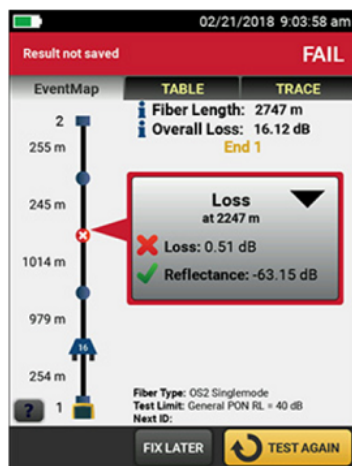 02/21/2018 9:03:58 am
Result not saved
FAIL
EventMap
TABLE
TRACE
2
255 m
245 m
1014 m
979 m
16
254 m
? 1
i Fiber Length: 2747 m
i Overall Loss: 16.12 dB
End 1
Loss
at 2247 m
Loss: 0.51 dB
Reflectance: -63.15 dB
Fiber Type: OS2 Singlemode
Test Limit: General PON RL = 40 dB
Next ID:
FIX LATER
TEST AGAIN